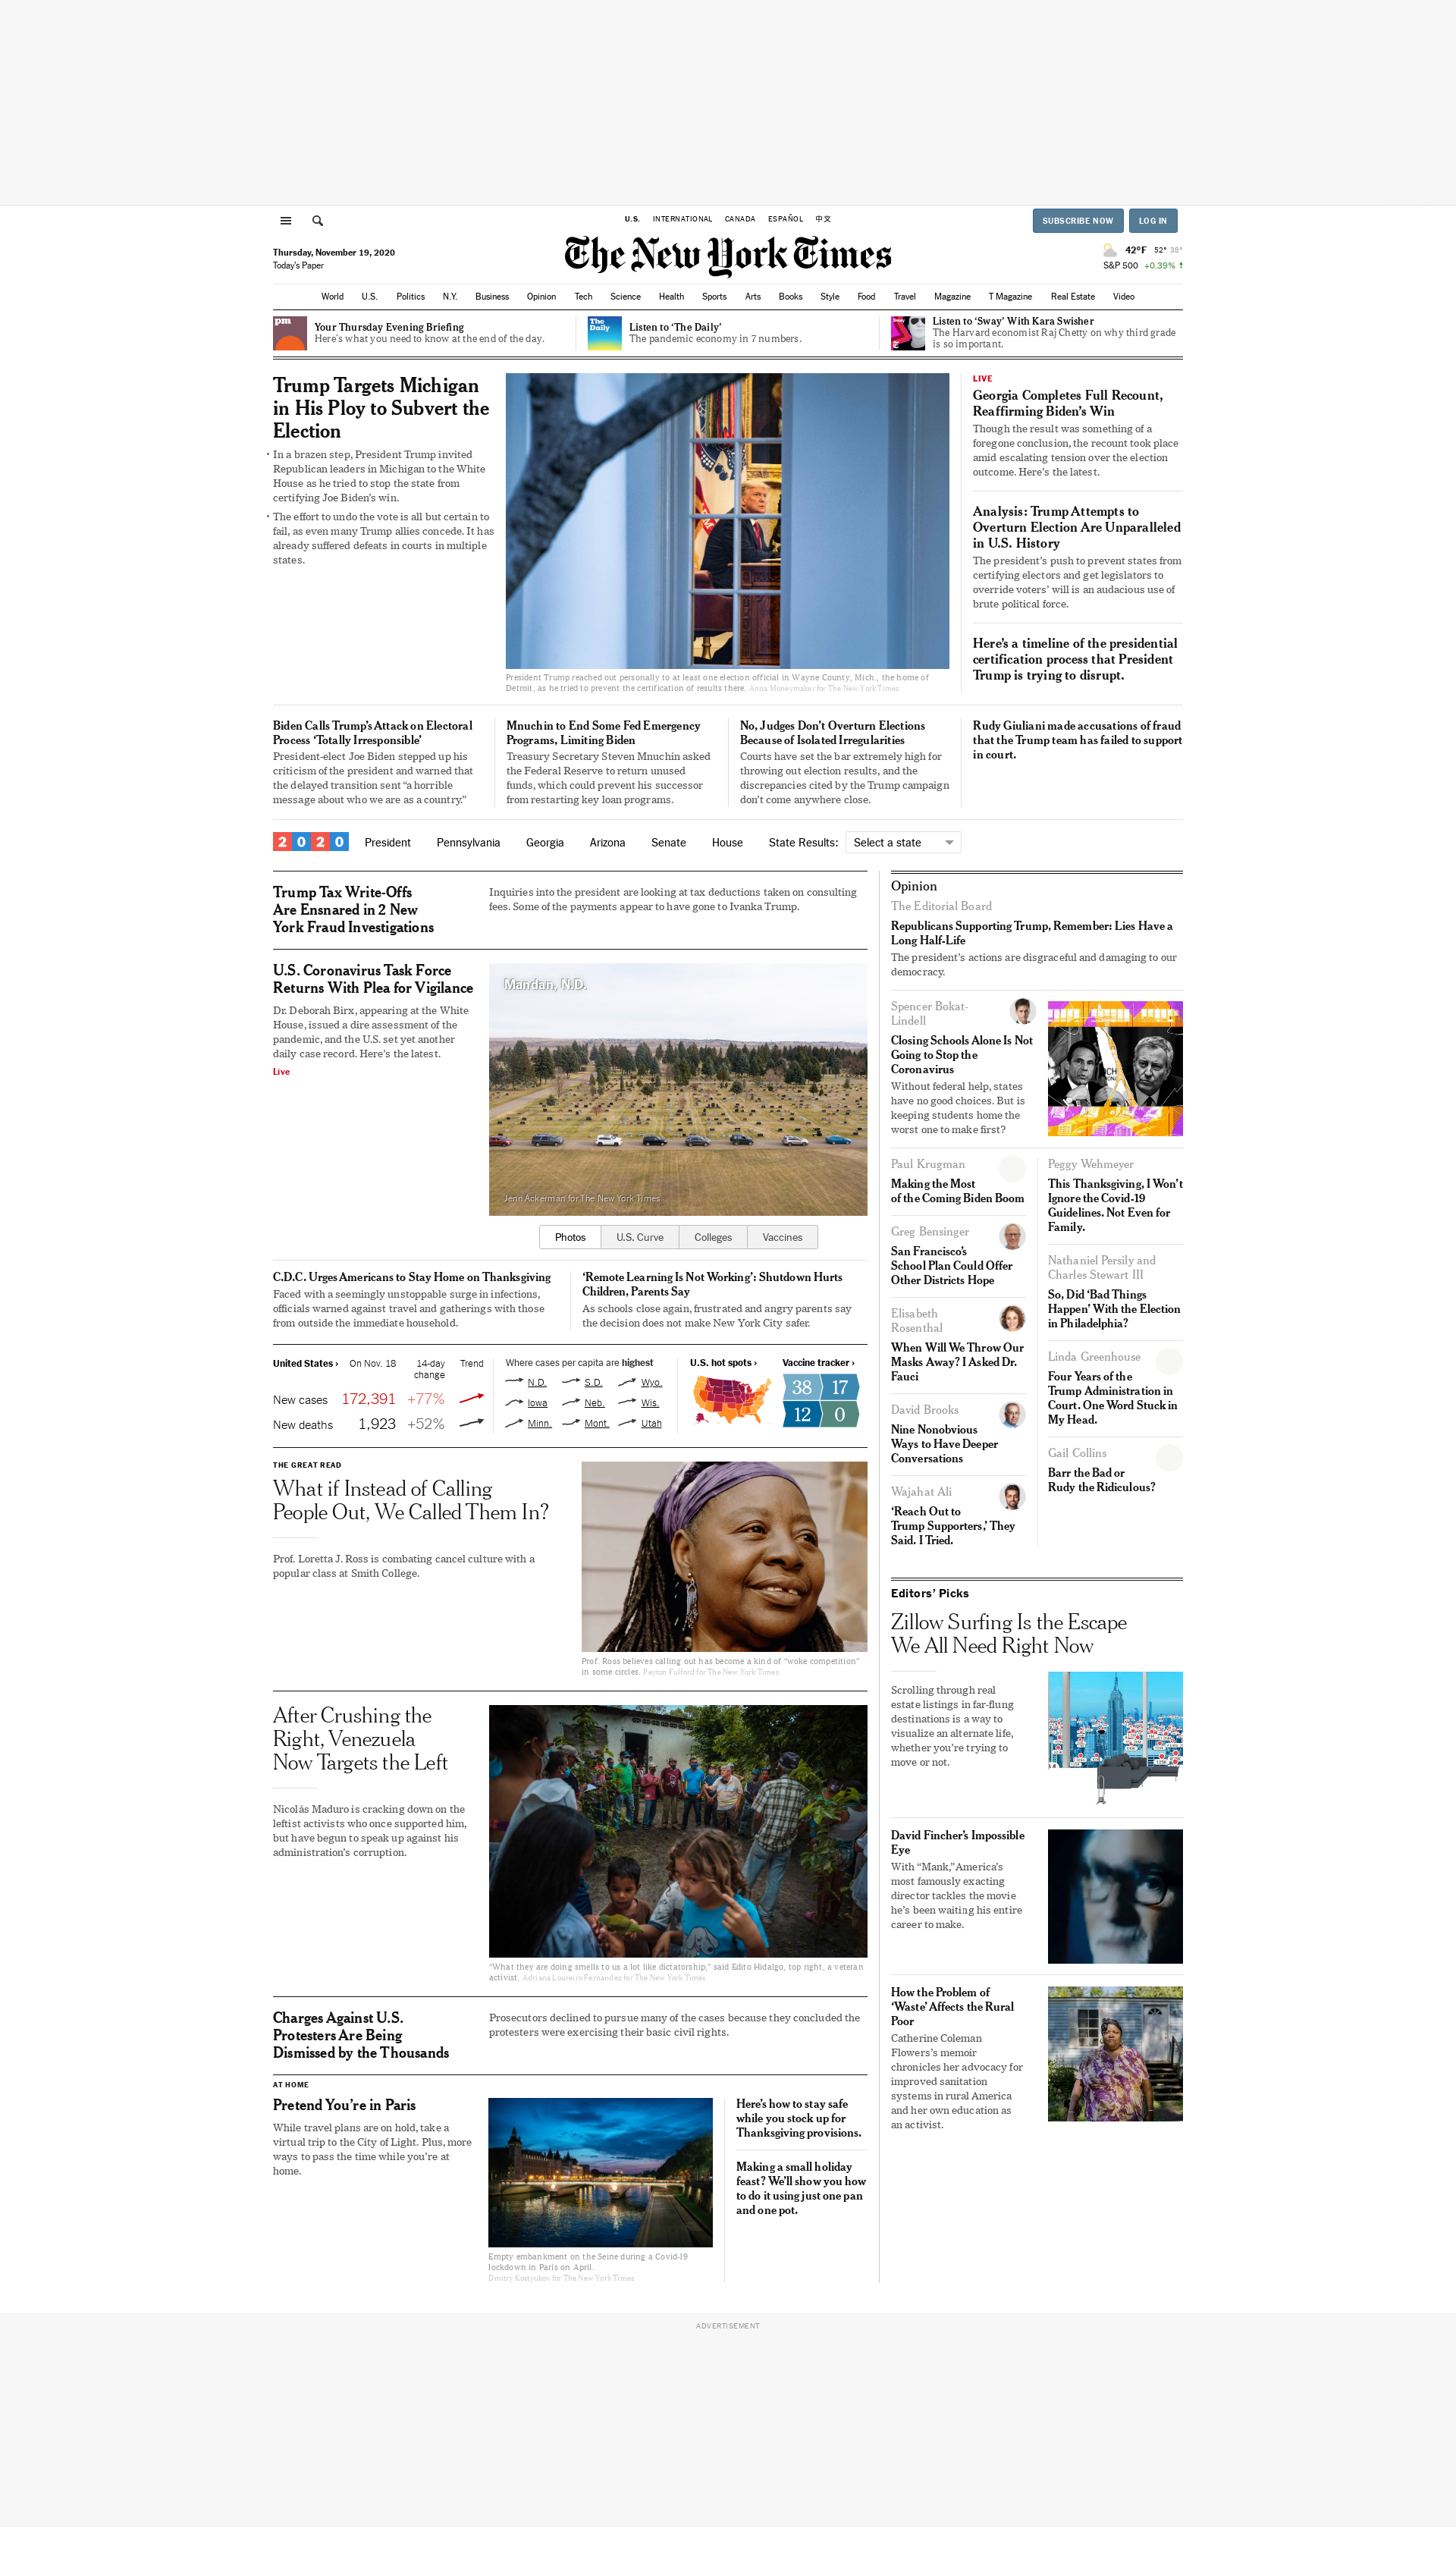 U.S. INTERNATIONAL CANADA ESPAÑOL 中文
SUBSCRIBE NOW LOG IN
Thursday, November 19, 2020
Today's Paper
The New York Times
42°F 52° 38°
S&P 500 +0.39%
World U.S. Politics N.Y. Business Opinion Tech Science Health Sports Arts Books Style Food Travel Magazine T Magazine Real Estate Video
pm
Your Thursday Evening Briefing
Here's what you need to know at the end of the day.
The
Daily
Listen to 'The Daily'
The pandemic economy in 7 numbers.
Listen to 'Sway' With Kara Swisher
The Harvard economist Raj Chetty on why third grade
is so important.
Trump Targets Michigan
in His Ploy to Subvert the
Election
• In a brazen step, President Trump invited
Republican leaders in Michigan to the White
House as he tried to stop the state from
certifying Joe Biden's win.
• The effort to undo the vote is all but certain to
fail, as even many Trump allies concede. It has
already suffered defeats in courts in multiple
states.
President Trump reached out personally to at least one election official in Wayne County, Mich., the home of
Detroit, as he tried to prevent the certification of results there. Anna Moneymaker for The New York Times
LIVE
Georgia Completes Full Recount,
Reaffirming Biden's Win
Though the result was something of a
foregone conclusion, the recount took place
amid escalating tension over the election
outcome. Here's the latest.
Analysis: Trump Attempts to
Overturn Election Are Unparalleled
in U.S. History
The president's push to prevent states from
certifying electors and get legislators to
override voters' will is an audacious use of
brute political force.
Here's a timeline of the presidential
certification process that President
Trump is trying to disrupt.
Biden Calls Trump's Attack on Electoral
Process 'Totally Irresponsible'
President-elect Joe Biden stepped up his
criticism of the president and warned that
the delayed transition sent "a horrible
message about who we are as a country."
Mnuchin to End Some Fed Emergency
Programs, Limiting Biden
Treasury Secretary Steven Mnuchin asked
the Federal Reserve to return unused
funds, which could prevent his successor
from restarting key loan programs.
No, Judges Don't Overturn Elections
Because of Isolated Irregularities
Courts have set the bar extremely high for
throwing out election results, and the
discrepancies cited by the Trump campaign
don't come anywhere close.
Rudy Giuliani made accusations of fraud
that the Trump team has failed to support
in court.
2020 President Pennsylvania Georgia Arizona Senate House State Results: Select a state
Trump Tax Write-Offs
Are Ensnared in 2 New
York Fraud Investigations
Inquiries into the president are looking at tax deductions taken on consulting
fees. Some of the payments appear to have gone to Ivanka Trump.
U.S. Coronavirus Task Force
Returns With Plea for Vigilance
Dr. Deborah Birx, appearing at the White
House, issued a dire assessment of the
pandemic, and the U.S. set yet another
daily case record. Here's the latest.
Live
Mandan, N.D.
Jenn Ackerman for The New York Times
Photos U.S. Curve Colleges Vaccines
C.D.C. Urges Americans to Stay Home on Thanksgiving
Faced with a seemingly unstoppable surge in infections,
officials warned against travel and gatherings with those
from outside the immediate household.
'Remote Learning Is Not Working': Shutdown Hurts
Children, Parents Say
As schools close again, frustrated and angry parents say
the decision does not make New York City safer.
United States › On Nov. 18 14-day Trend
change
New cases 172,391 +77%
New deaths 1,923 +52%
Where cases per capita are highest
N.D. S.D. Wyo.
Iowa Neb. Wis.
Minn. Mont. Utah
U.S. hot spots ›
Vaccine tracker ›
38 17
12 0
THE GREAT READ
What if Instead of Calling
People Out, We Called Them In?
Prof. Loretta J. Ross is combating cancel culture with a
popular class at Smith College.
Prof. Ross believes calling out has become a kind of "woke competition"
in some circles. Peyton Fulford for The New York Times
After Crushing the
Right, Venezuela
Now Targets the Left
Nicolás Maduro is cracking down on the
leftist activists who once supported him,
but have begun to speak up against his
administration's corruption.
"What they are doing smells to us a lot like dictatorship," said Edito Hidalgo, top right, a veteran
activist. Adriana Loureiro Fernández for The New York Times
Charges Against U.S.
Protesters Are Being
Dismissed by the Thousands
Prosecutors declined to pursue many of the cases because they concluded the
protesters were exercising their basic civil rights.
AT HOME
Pretend You're in Paris
While travel plans are on hold, take a
virtual trip to the City of Light. Plus, more
ways to pass the time while you're at
home.
Empty embankment on the Seine during a Covid-19
lockdown in Paris on April.
Dmitry Kostyukov for The New York Times
Here's how to stay safe
while you stock up for
Thanksgiving provisions.
Making a small holiday
feast? We'll show you how
to do it using just one pan
and one pot.
Opinion
The Editorial Board
Republicans Supporting Trump, Remember: Lies Have a
Long Half-Life
The president's actions are disgraceful and damaging to our
democracy.
Spencer Bokat-
Lindell
Closing Schools Alone Is Not
Going to Stop the
Coronavirus
Without federal help, states
have no good choices. But is
keeping students home the
worst one to make first?
Paul Krugman
Making the Most
of the Coming Biden Boom
Greg Bensinger
San Francisco's
School Plan Could Offer
Other Districts Hope
Elisabeth
Rosenthal
When Will We Throw Our
Masks Away? I Asked Dr.
Fauci
David Brooks
Nine Nonobvious
Ways to Have Deeper
Conversations
Wajahat Ali
'Reach Out to
Trump Supporters,' They
Said. I Tried.
Peggy Wehmeyer
This Thanksgiving, I Won't
Ignore the Covid-19
Guidelines. Not Even for
Family.
Nathaniel Persily and
Charles Stewart III
So, Did 'Bad Things
Happen' With the Election
in Philadelphia?
Linda Greenhouse
Four Years of the
Trump Administration in
Court. One Word Stuck in
My Head.
Gail Collins
Barr the Bad or
Rudy the Ridiculous?
Editors' Picks
Zillow Surfing Is the Escape
We All Need Right Now
Scrolling through real
estate listings in far-flung
destinations is a way to
visualize an alternate life,
whether you're trying to
move or not.
David Fincher's Impossible
Eye
With "Mank," America's
most famously exacting
director tackles the movie
he's been waiting his entire
career to make.
How the Problem of
'Waste' Affects the Rural
Poor
Catherine Coleman
Flowers's memoir
chronicles her advocacy for
improved sanitation
systems in rural America
and her own education as
an activist.
ADVERTISEMENT